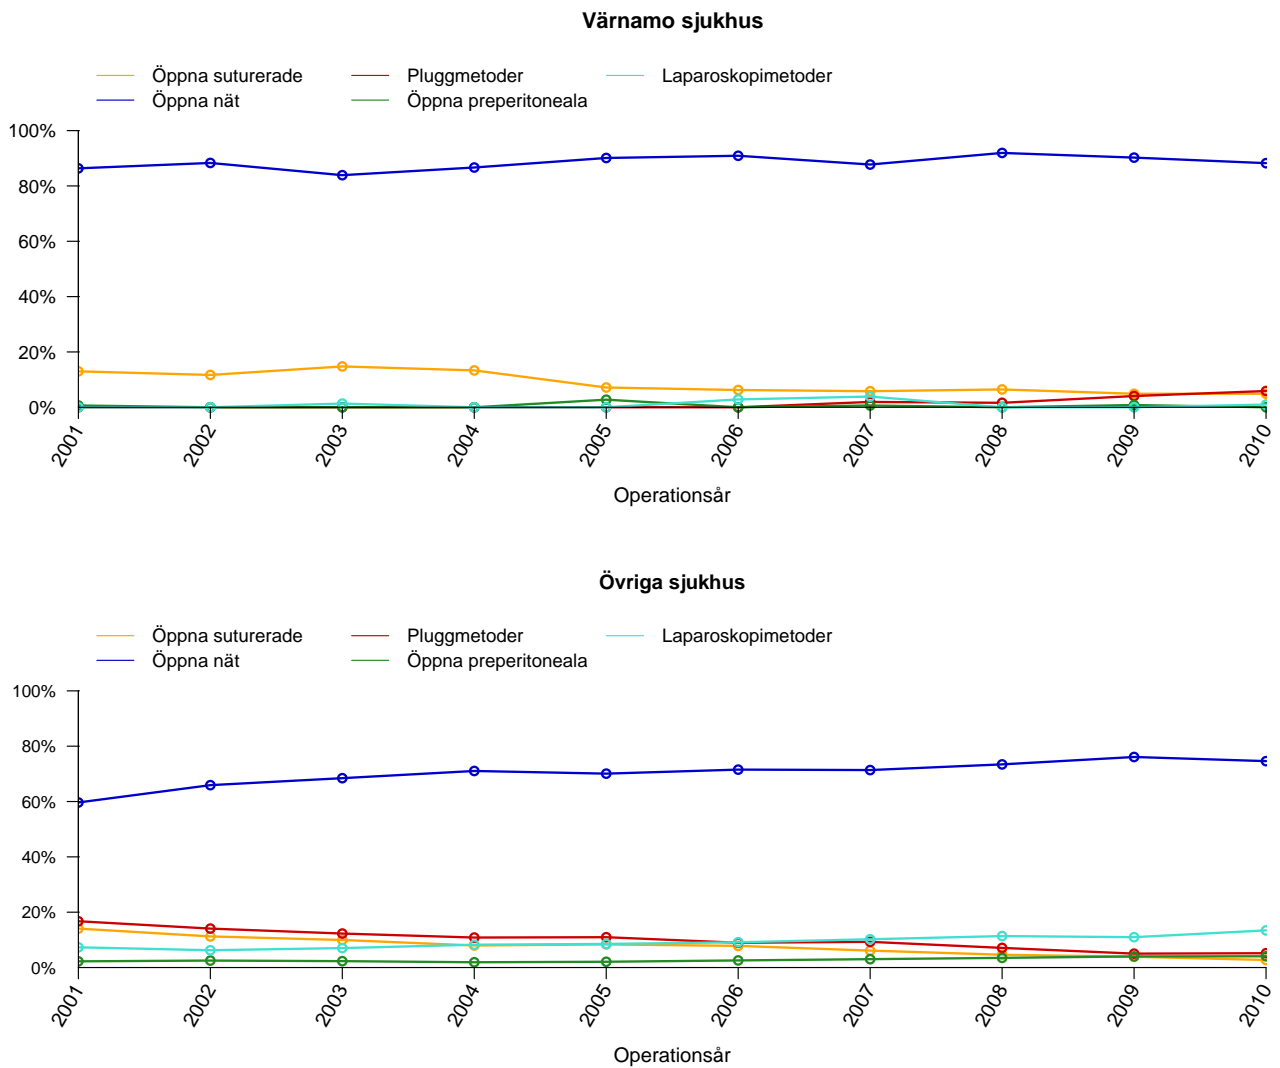 Värnamo sjukhus
Öppna suturerade Pluggmetoder Laparoskopimetoder
Öppna nät Öppna preperitoneala
100%
80%
60%
40%
20%
0%
2001 2002 2003 2004 2005 2006 2007 2008 2009 2010
Operationsår
Övriga sjukhus
Öppna suturerade Pluggmetoder Laparoskopimetoder
Öppna nät Öppna preperitoneala
100%
80%
60%
40%
20%
0%
2001 2002 2003 2004 2005 2006 2007 2008 2009 2010
Operationsår